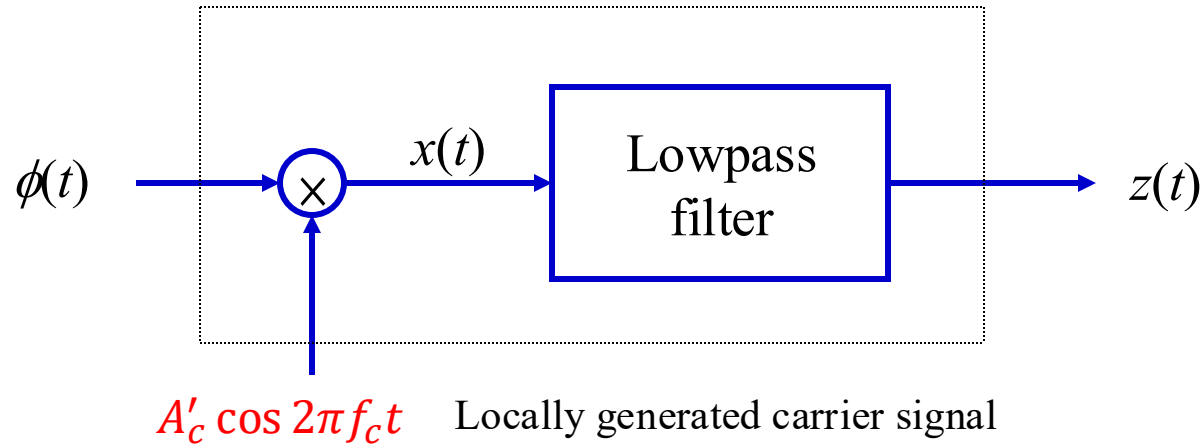 x(t)
Lowpass
filter
ϕ(t)
×
z(t)
A′c cos 2πfct
Locally generated carrier signal